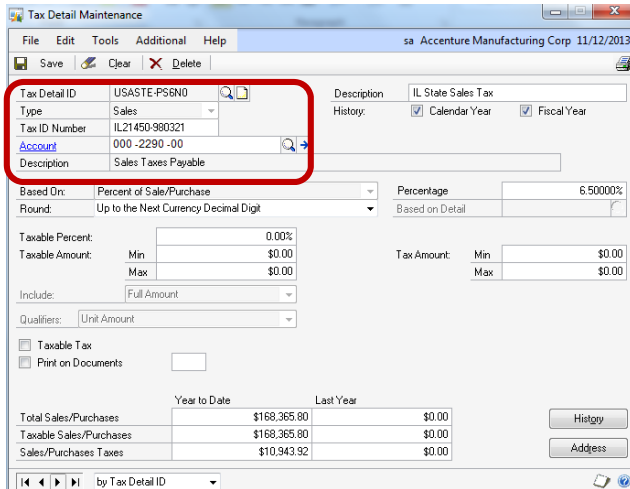 Tax Detail Maintenance
File Edit Tools Additional Help sa Accenture Manufacturing Corp 11/12/2013
Save Clear Delete
Tax Detail ID USASTE-PS6N0 Description IL State Sales Tax
Type Sales History: Calendar Year Fiscal Year
Tax ID Number IL21450-980321
Account 000 -2290 -00
Description Sales Taxes Payable
Based On: Percent of Sale/Purchase Percentage 6.50000%
Round: Up to the Next Currency Decimal Digit Based on Detail
Taxable Percent: 0.00%
Taxable Amount: Min $0.00 Tax Amount: Min $0.00
Max $0.00 Max $0.00
Include: Full Amount
Qualifiers: Unit Amount
Taxable Tax
Print on Documents
Year to Date Last Year
Total Sales/Purchases $168,365.80 $0.00 History
Taxable Sales/Purchases $168,365.80 $0.00
Sales/Purchases Taxes $10,943.92 $0.00 Address
by Tax Detail ID